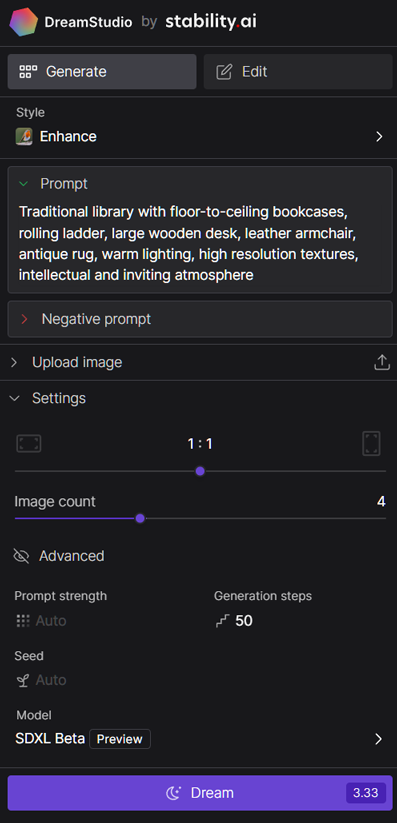 DreamStudio by stability.ai
Generate Edit
Style
Enhance
Prompt
Traditional library with floor-to-ceiling bookcases,
rolling ladder, large wooden desk, leather armchair,
antique rug, warm lighting, high resolution textures,
intellectual and inviting atmosphere
Negative prompt
Upload image
Settings
1 : 1
Image count 4
Advanced
Prompt strength Generation steps
Auto 50
Seed
Auto
Model
SDXL Beta Preview
Dream 3.33